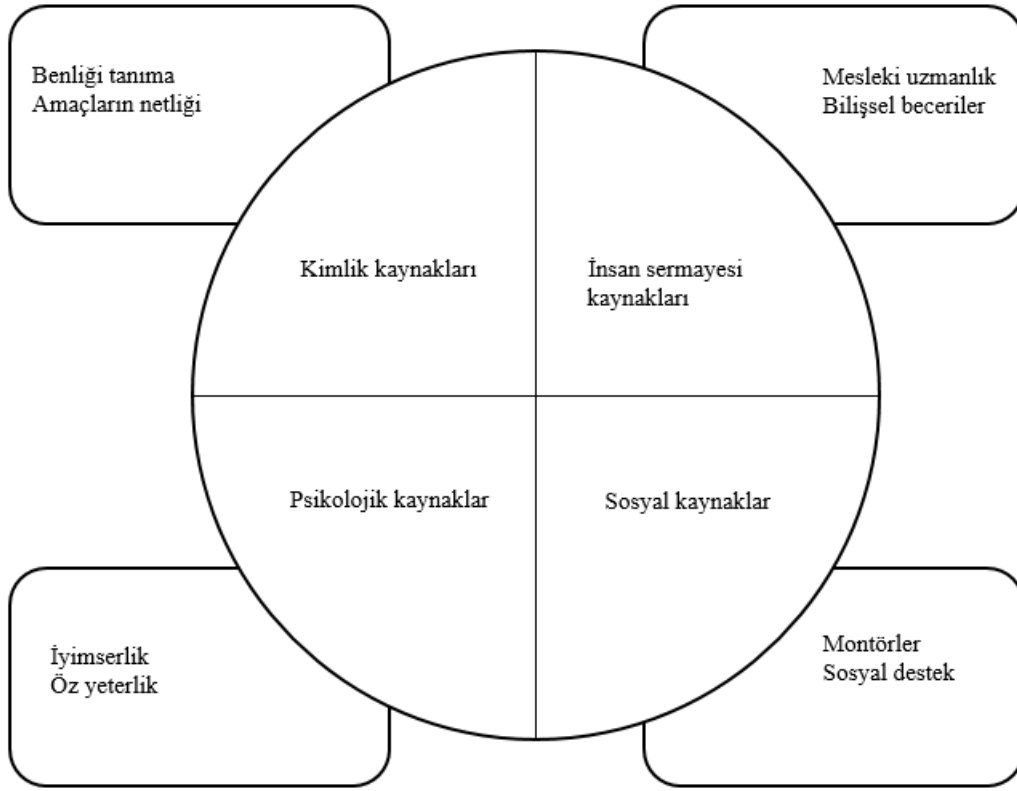 Benliği tanıma
Amaçların netliği
Mesleki uzmanlık
Bilişsel beceriler
Kimlik kaynakları
İnsan sermayesi
kaynakları
Psikolojik kaynaklar
Sosyal kaynaklar
İyimserlik
Öz yeterlik
Montörler
Sosyal destek